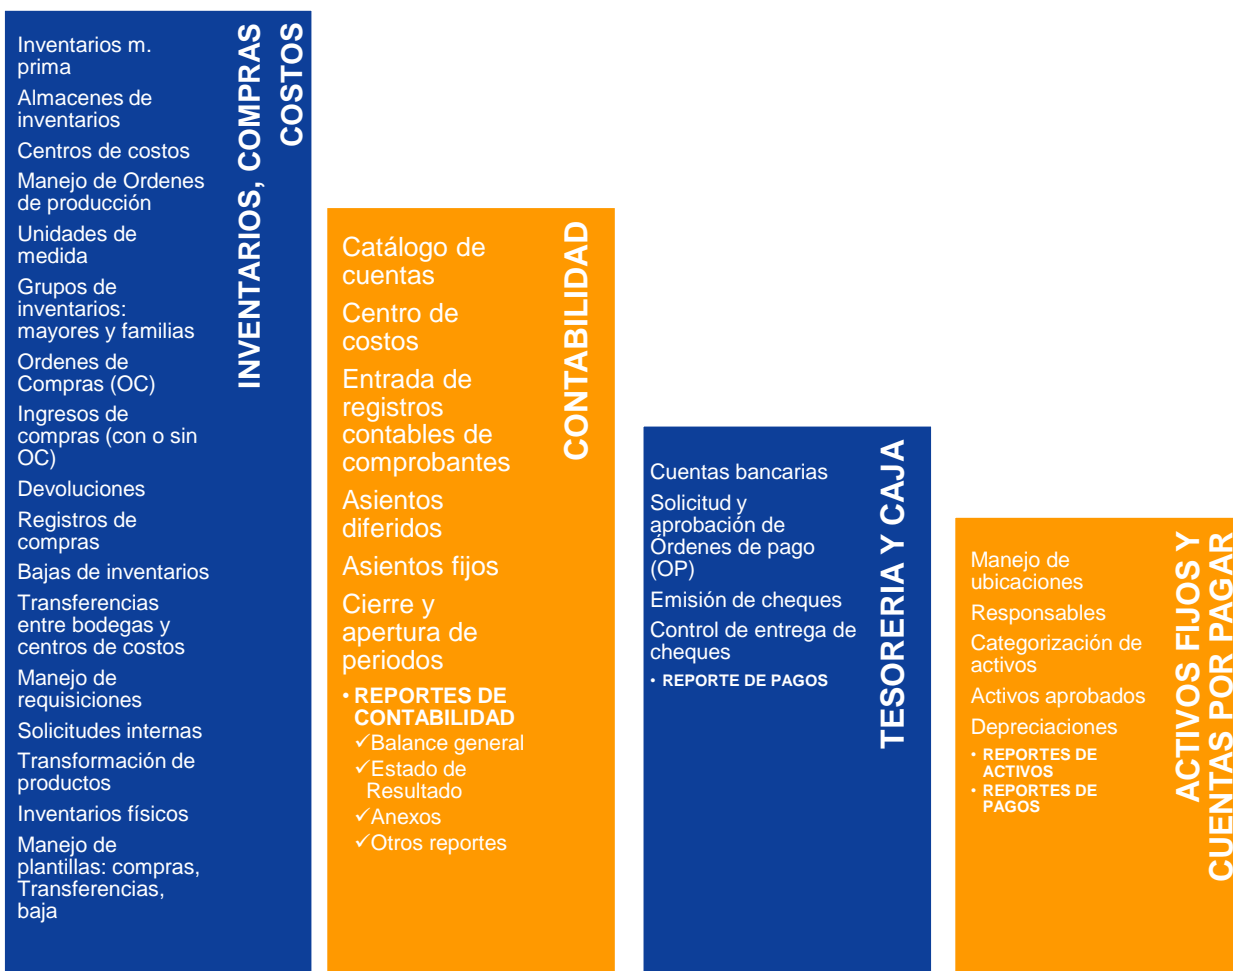 INVENTARIOS, COMPRAS
COSTOS
Inventarios m.
prima
Almacenes de
inventarios
Centros de costos
Manejo de Ordenes
de producción
Unidades de
medida
Grupos de
inventarios:
mayores y familias
Ordenes de
Compras (OC)
Ingresos de
compras (con o sin
OC)
Devoluciones
Registros de
compras
Bajas de inventarios
Transferencias
entre bodegas y
centros de costos
Manejo de
requisiciones
Solicitudes internas
Transformación de
productos
Inventarios físicos
Manejo de
plantillas: compras,
Transferencias,
baja
CONTABILIDAD
Catálogo de
cuentas
Centro de
costos
Entrada de
registros
contables de
comprobantes
Asientos
diferidos
Asientos fijos
Cierre y
apertura de
periodos
• REPORTES DE
CONTABILIDAD
✓Balance general
✓Estado de
Resultado
✓Anexos
✓Otros reportes
TESORERIA Y CAJA
Cuentas bancarias
Solicitud y
aprobación de
Órdenes de pago
(OP)
Emisión de cheques
Control de entrega de
cheques
• REPORTE DE PAGOS
ACTIVOS FIJOS Y
CUENTAS POR PAGAR
Manejo de
ubicaciones
Responsables
Categorización de
activos
Activos aprobados
Depreciaciones
• REPORTES DE
ACTIVOS
• REPORTES DE
PAGOS